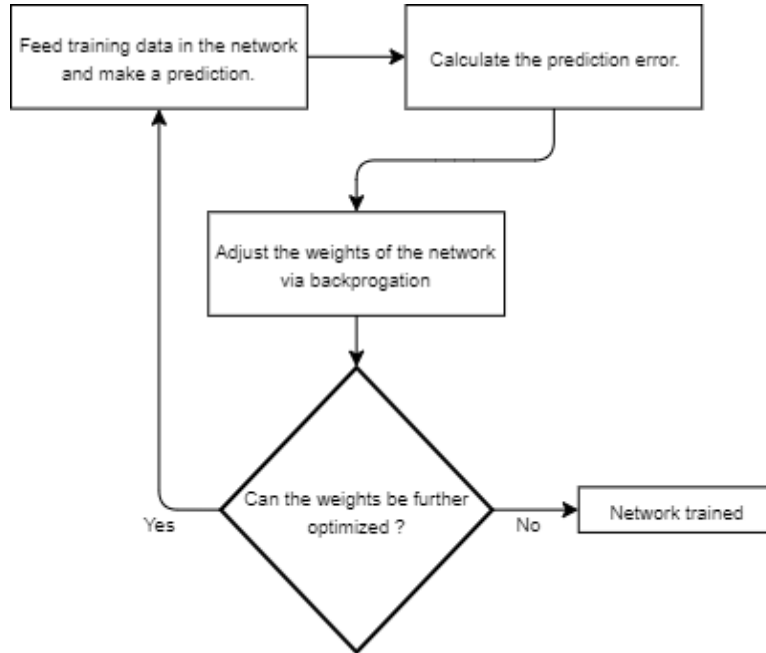 Feed training data in the network
and make a prediction.
Calculate the prediction error.
Adjust the weights of the network
via backprogation
Can the weights be further
optimized ?
Yes
No
Network trained